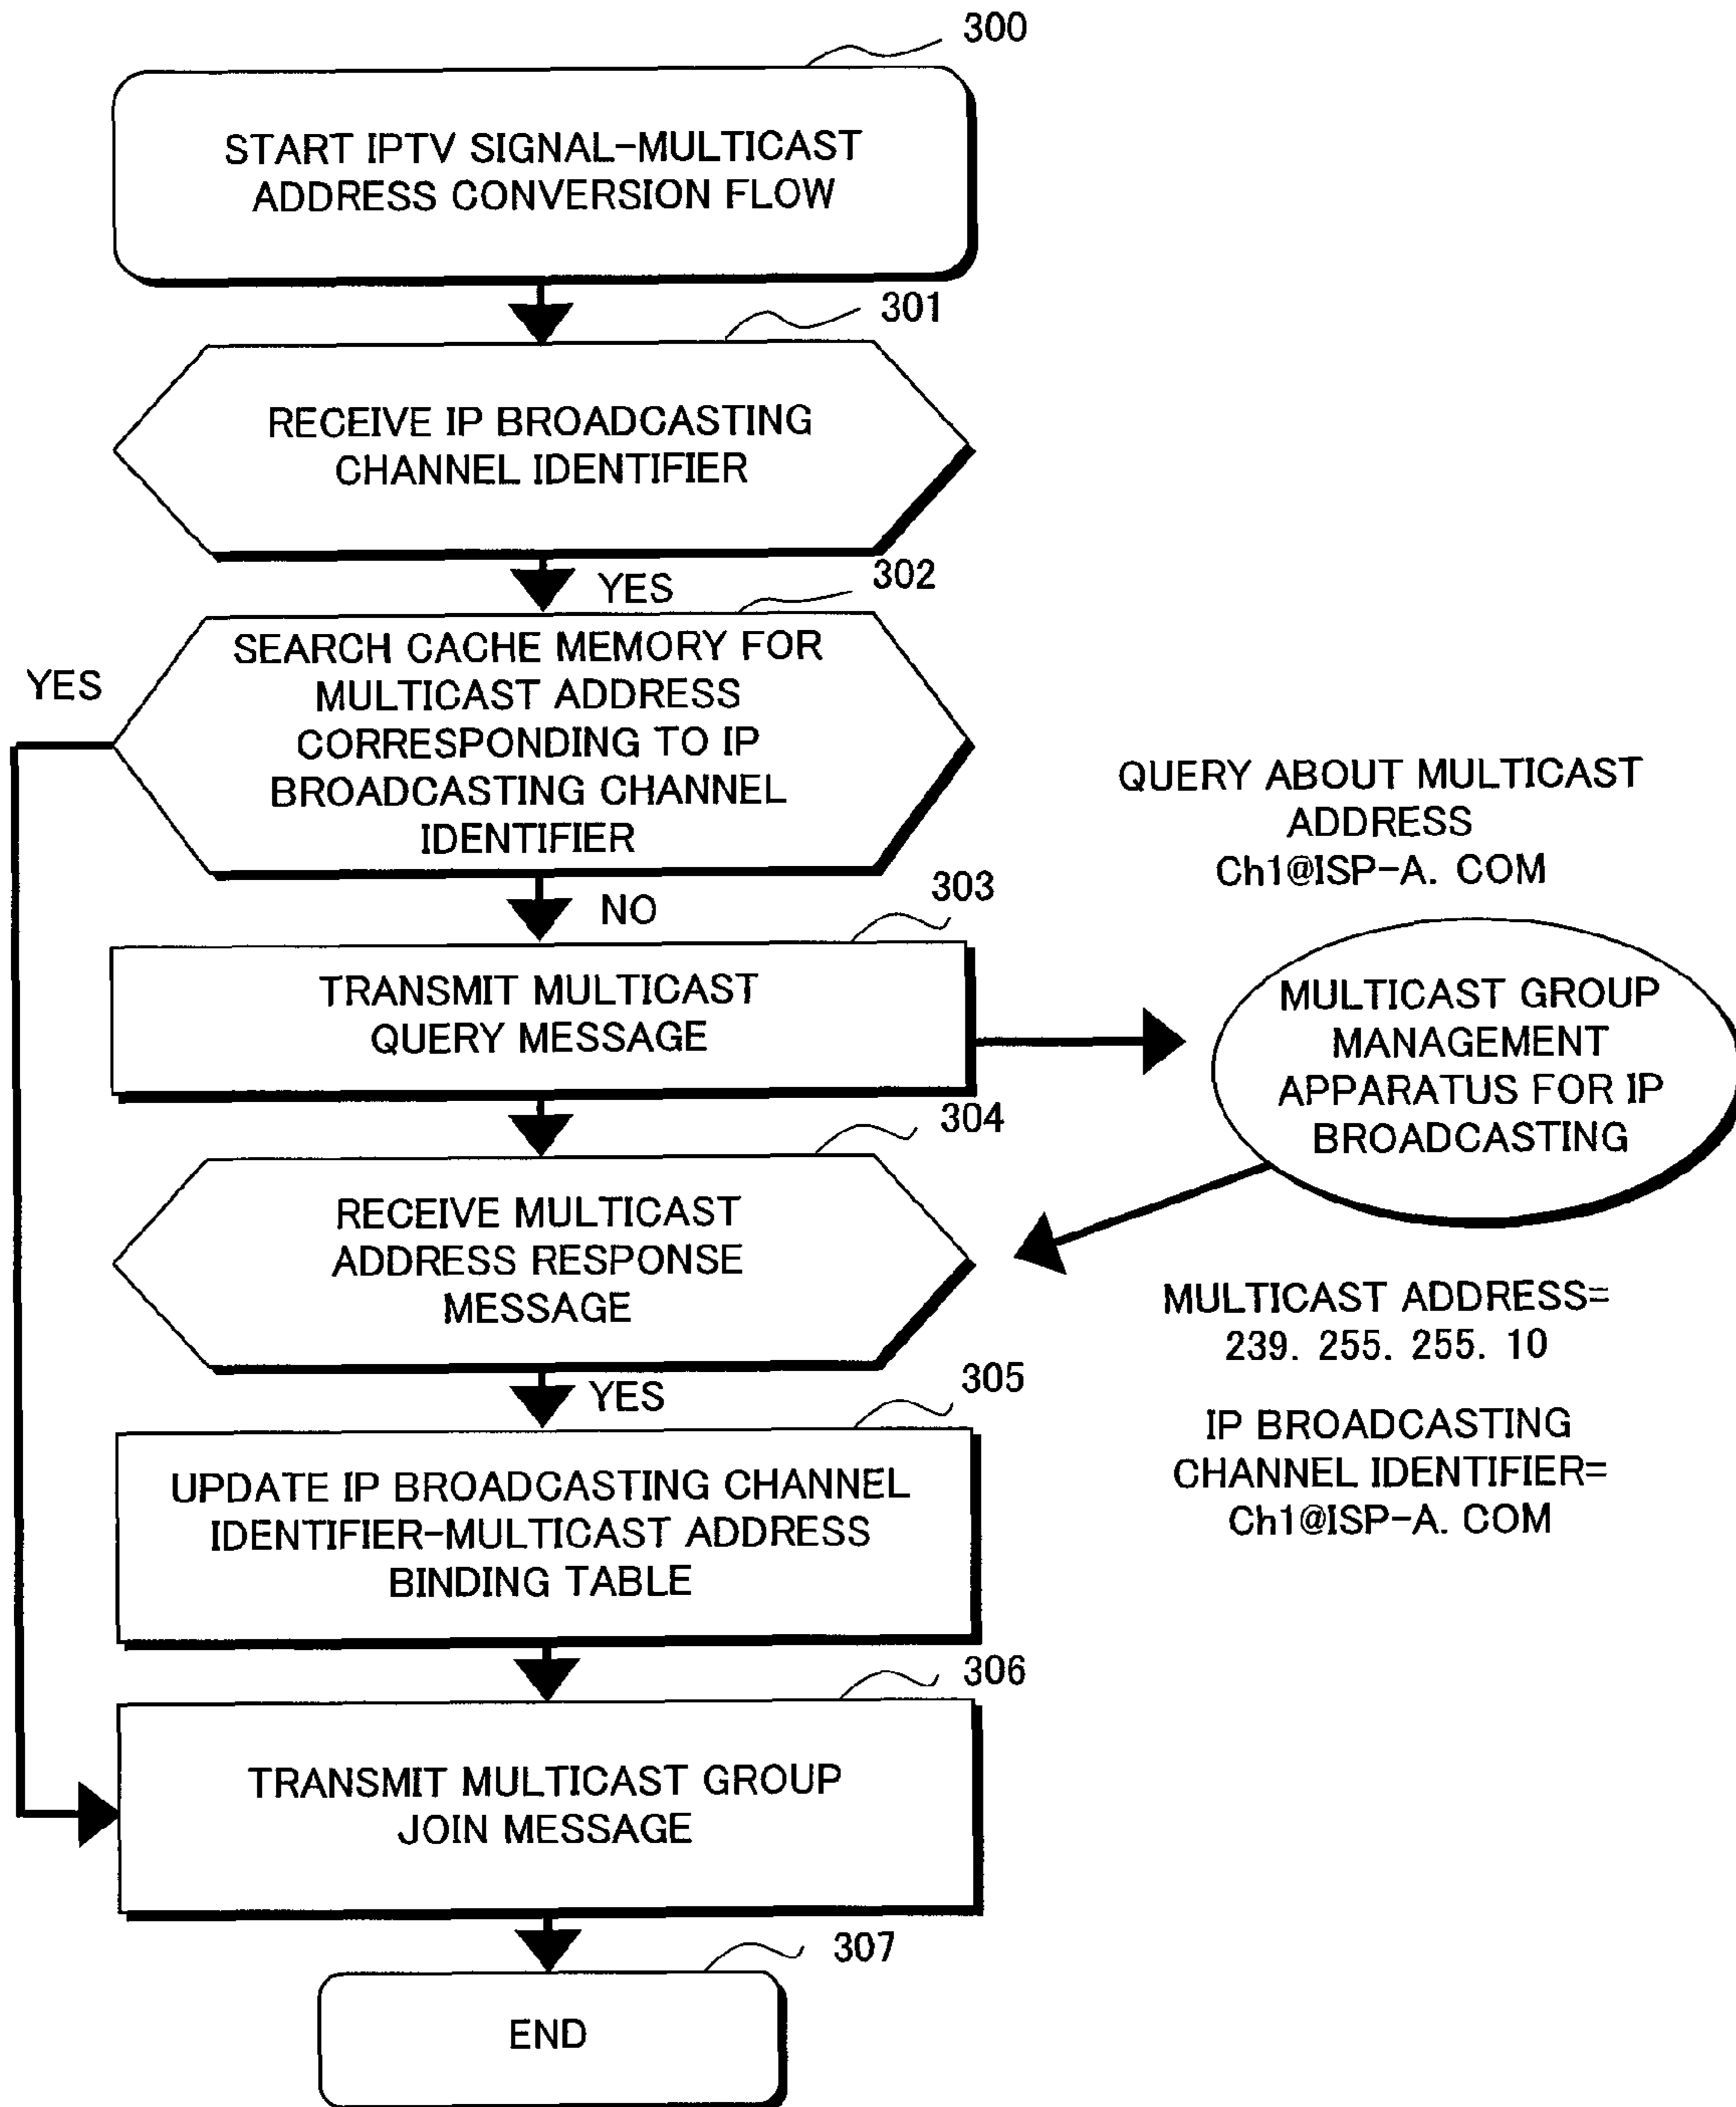 300
START IPTV SIGNAL-MULTICAST
ADDRESS CONVERSION FLOW
301
RECEIVE IP BROADCASTING
CHANNEL IDENTIFIER
YES
302
SEARCH CACHE MEMORY FOR
MULTICAST ADDRESS
CORRESPONDING TO IP
BROADCASTING CHANNEL
IDENTIFIER
YES
NO
303
TRANSMIT MULTICAST
QUERY MESSAGE
QUERY ABOUT MULTICAST
ADDRESS
Ch1@ISP-A. COM
MULTICAST GROUP
MANAGEMENT
APPARATUS FOR IP
BROADCASTING
304
RECEIVE MULTICAST
ADDRESS RESPONSE
MESSAGE
MULTICAST ADDRESS=
239. 255. 255. 10
IP BROADCASTING
CHANNEL IDENTIFIER=
Ch1@ISP-A. COM
YES
305
UPDATE IP BROADCASTING CHANNEL
IDENTIFIER-MULTICAST ADDRESS
BINDING TABLE
306
TRANSMIT MULTICAST GROUP
JOIN MESSAGE
307
END